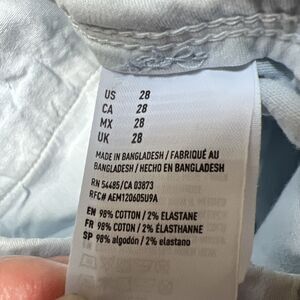 US 28
CA 28
MX 28
UK 28
MADE IN BANGLADESH / FABRIQUÉ AU
BANGLADESH / HECHO EN BANGLADESH
RN 54485/CA 03873
RFC# AEM120605U9A
EN 98% COTTON / 2% ELASTANE
FR 98% COTON / 2% ÉLASTHANNE
SP 98% algodón / 2% elastano